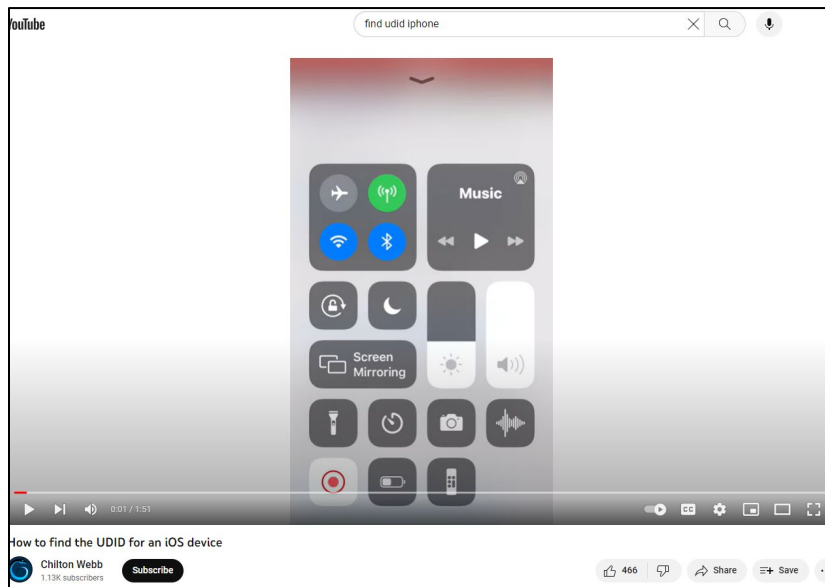 YouTube
find udid iphone
Music
Screen
Mirroring
0:01 / 1:51
CC
How to find the UDID for an iOS device
Chilton Webb
1.13K subscribers
Subscribe
466
Share
Save